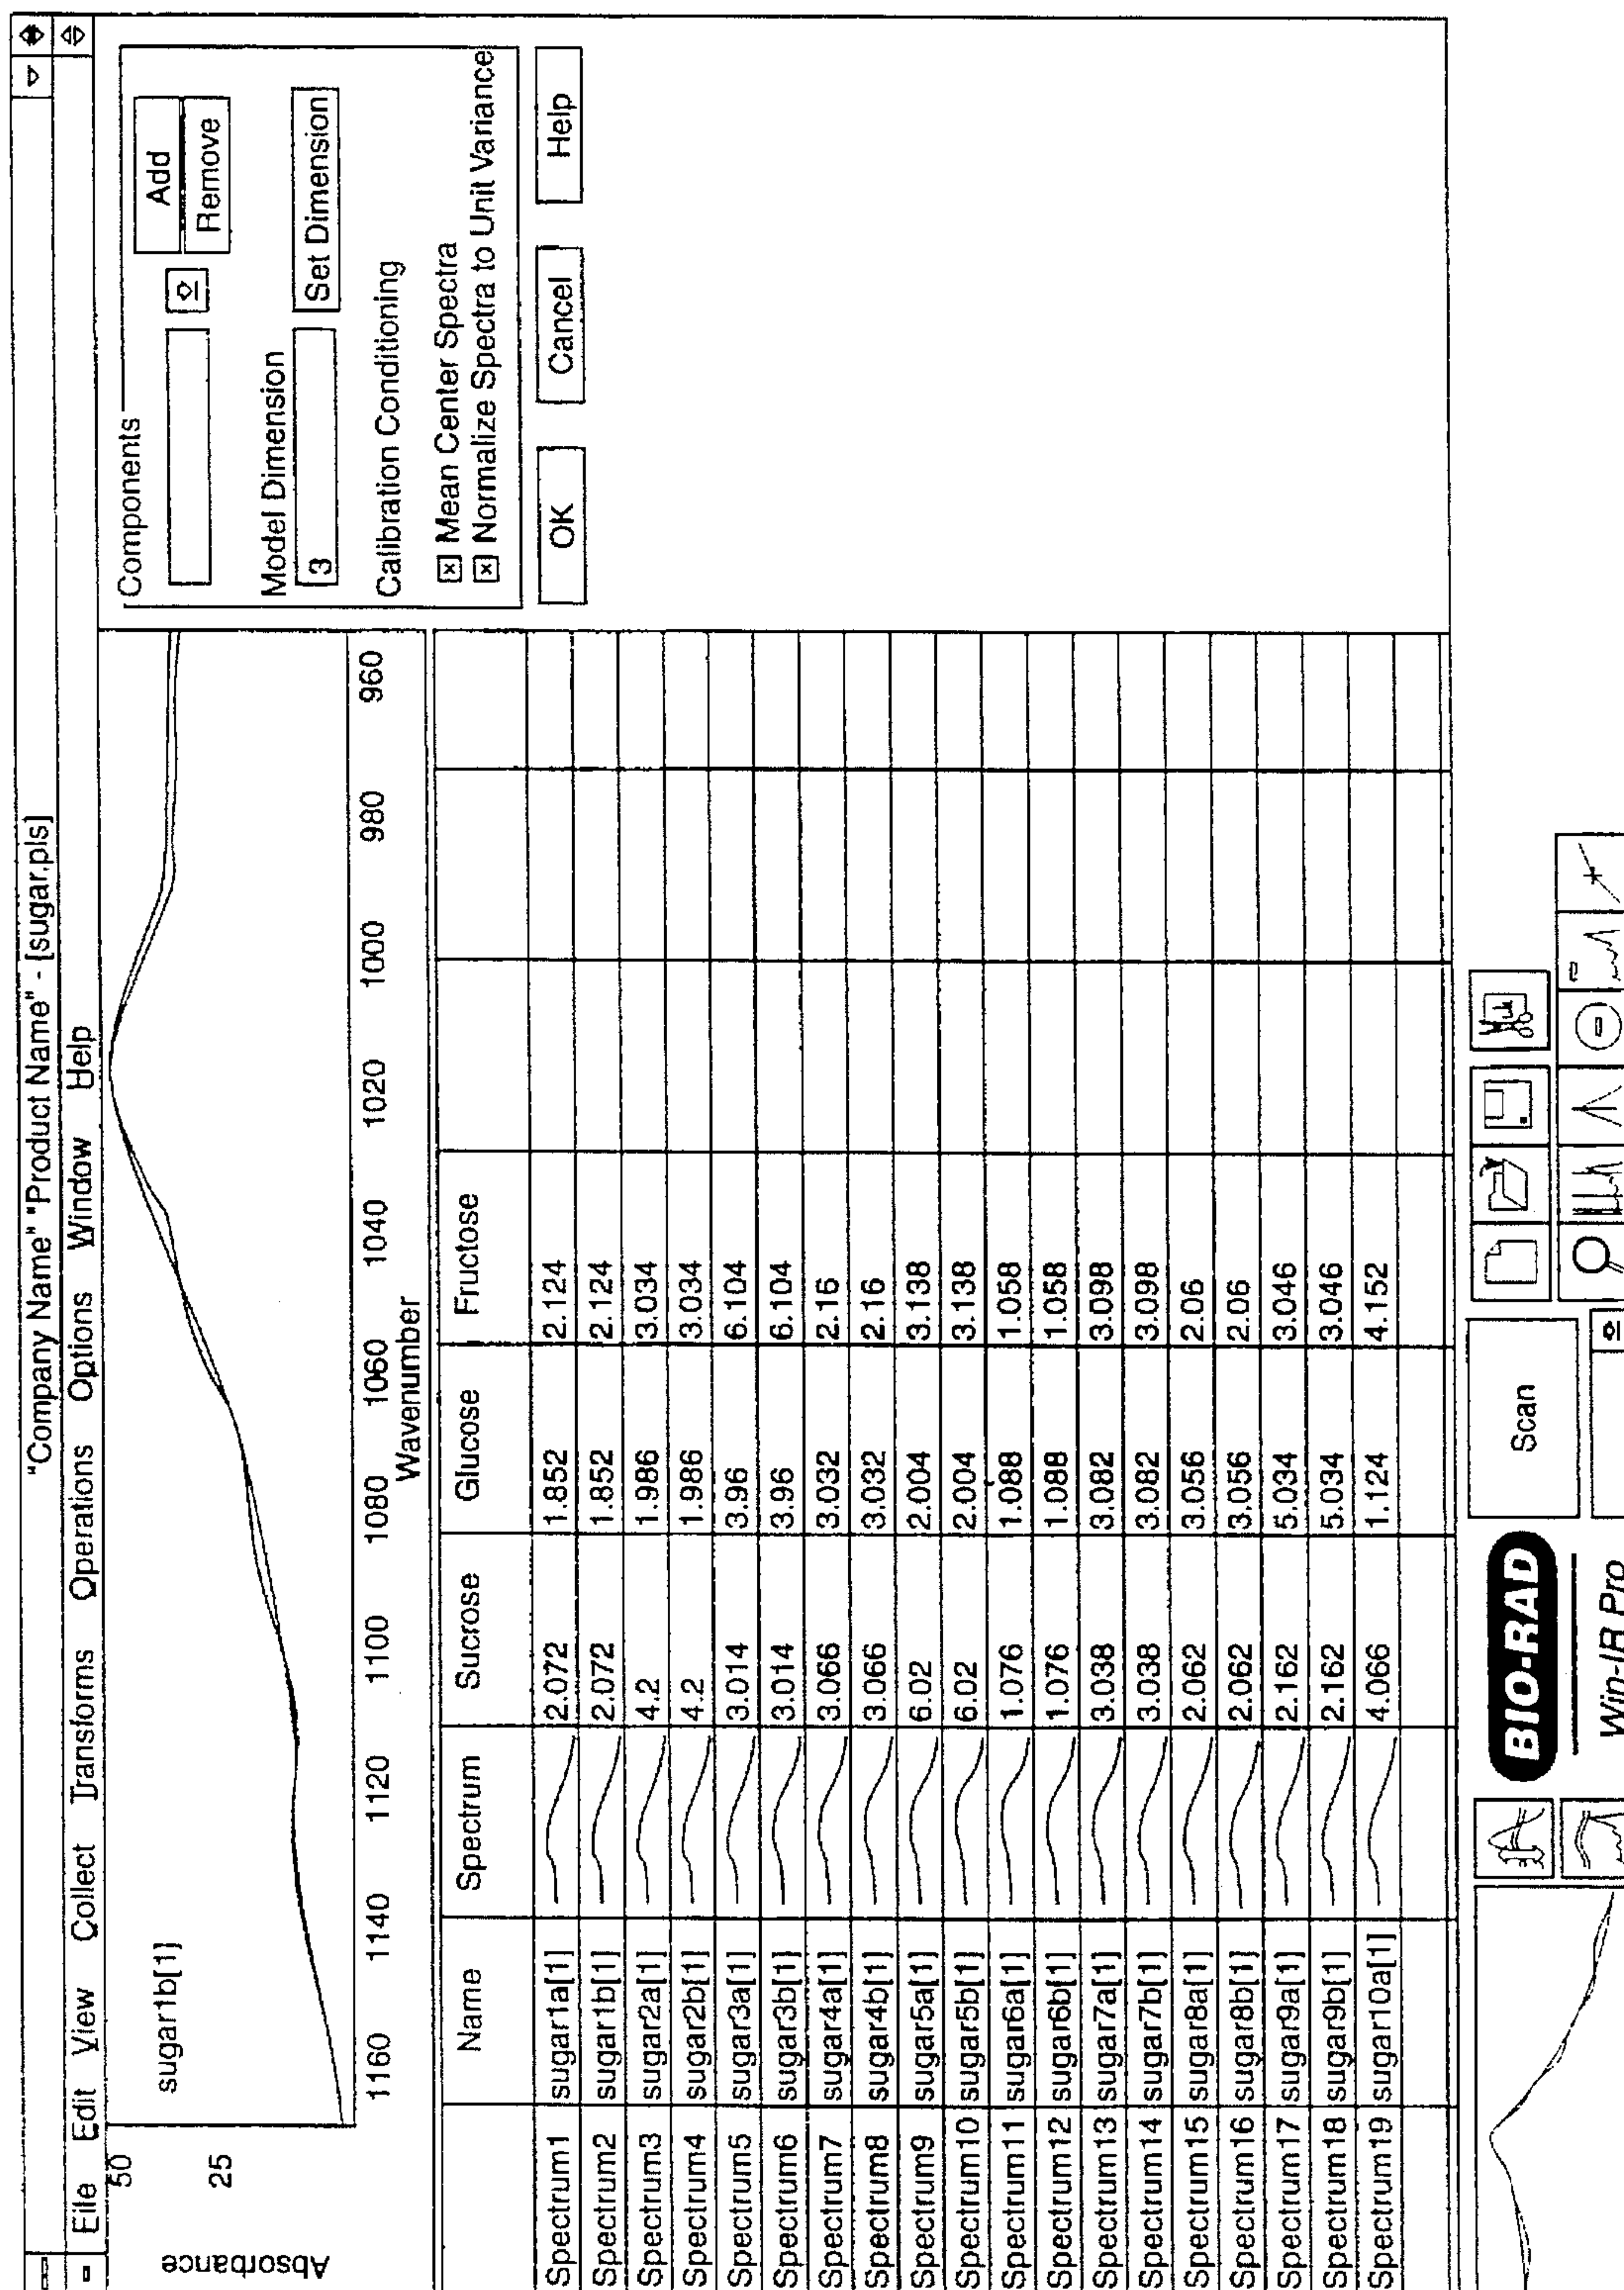 "Company Name" "Product Name" - [sugar.pls]
File Edit View Collect Transforms Operations Options Window Help
50
25
Absorbance
sugar1b[1]
1160 1140 1120 1100 1080 1060 1040 1020 1000 980 960
Wavenumber
Components
Add
Remove
Model Dimension
3 Set Dimension
Calibration Conditioning
Mean Center Spectra
Normalize Spectra to Unit Variance
OK Cancel Help
Name Spectrum Sucrose Glucose Fructose
Spectrum1 sugar1a[1] 2.072 1.852 2.124
Spectrum2 sugar1b[1] 2.072 1.852 2.124
Spectrum3 sugar2a[1] 4.2 1.986 3.034
Spectrum4 sugar2b[1] 4.2 1.986 3.034
Spectrum5 sugar3a[1] 3.014 3.96 6.104
Spectrum6 sugar3b[1] 3.014 3.96 6.104
Spectrum7 sugar4a[1] 3.066 3.032 2.16
Spectrum8 sugar4b[1] 3.066 3.032 2.16
Spectrum9 sugar5a[1] 6.02 2.004 3.138
Spectrum10 sugar5b[1] 6.02 2.004 3.138
Spectrum11 sugar6a[1] 1.076 1.088 1.058
Spectrum12 sugar6b[1] 1.076 1.088 1.058
Spectrum13 sugar7a[1] 3.038 3.082 3.098
Spectrum14 sugar7b[1] 3.038 3.082 3.098
Spectrum15 sugar8a[1] 2.062 3.056 2.06
Spectrum16 sugar8b[1] 2.062 3.056 2.06
Spectrum17 sugar9a[1] 2.162 5.034 3.046
Spectrum18 sugar9b[1] 2.162 5.034 3.046
Spectrum19 sugar10a[1] 4.066 1.124 4.152
BIO-RAD
Win-IR Pro
Scan